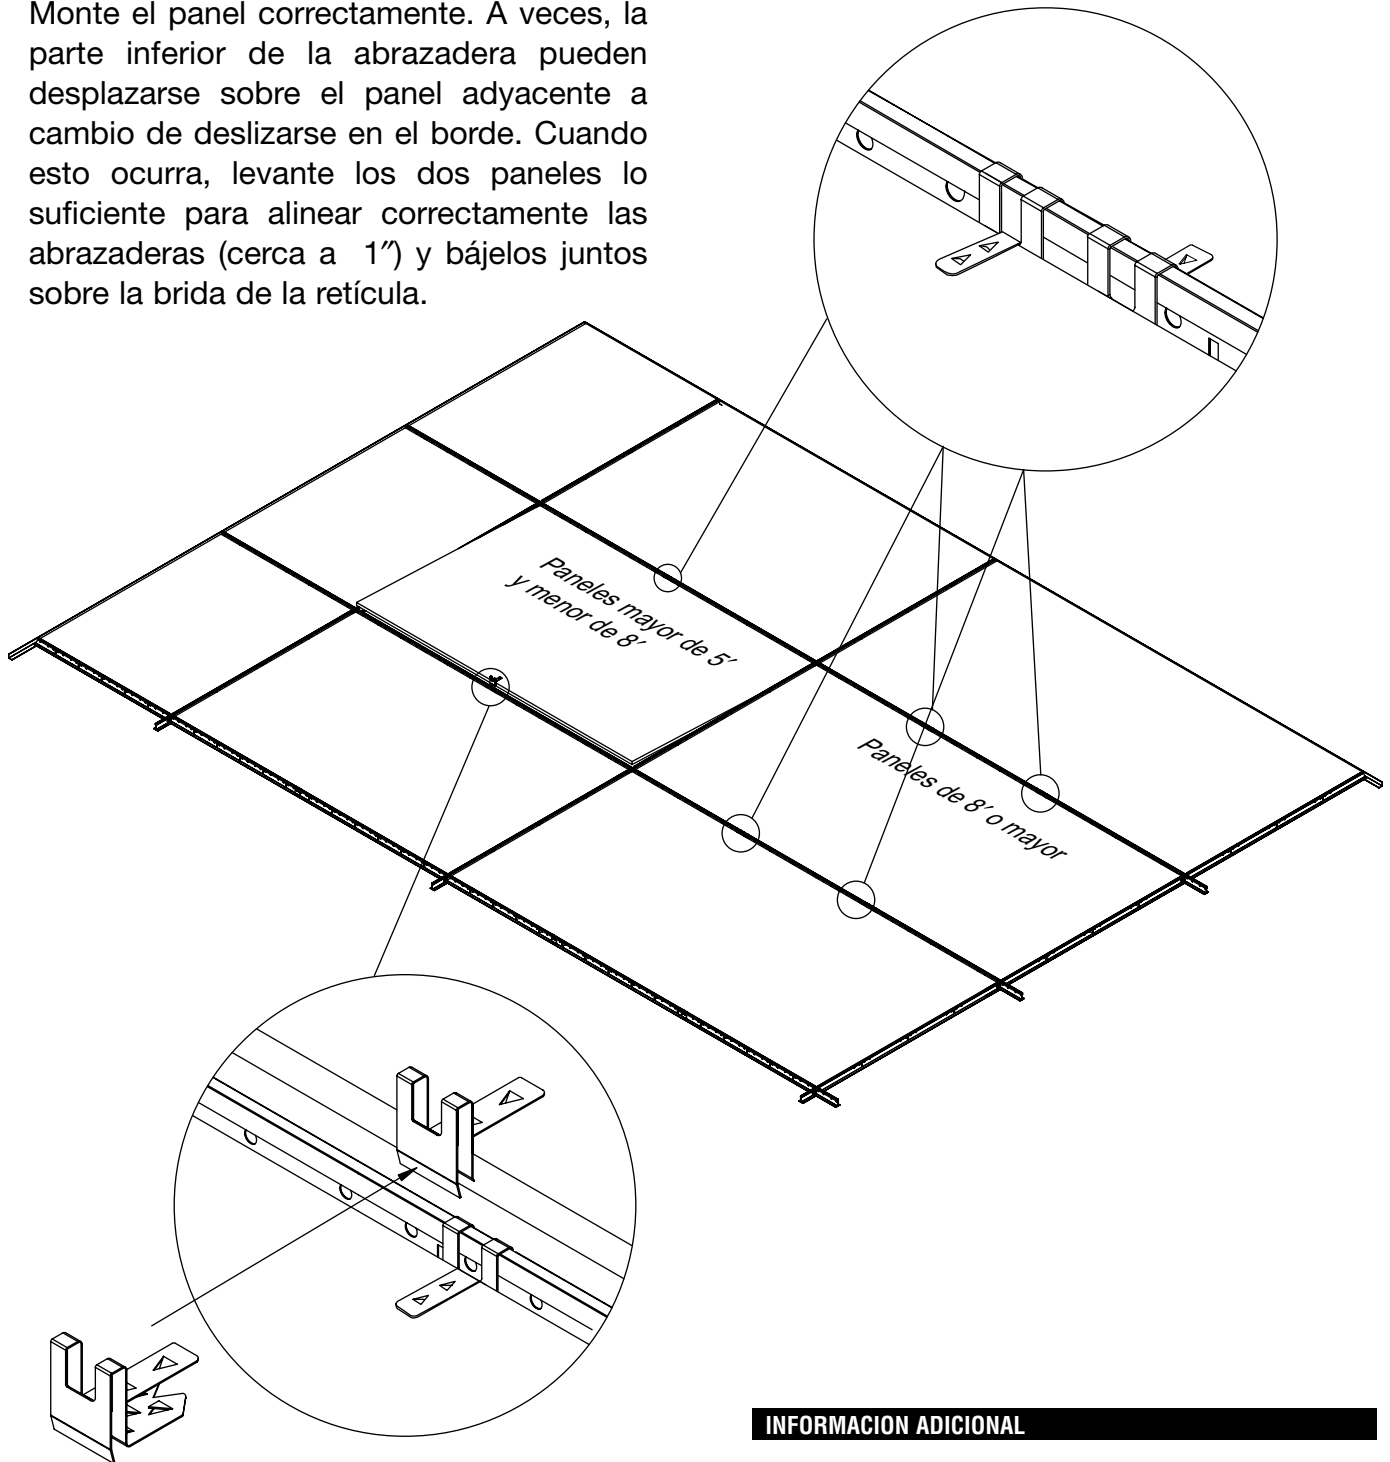 Monte el panel correctamente. A veces, la
parte inferior de la abrazadera pueden
desplazarse sobre el panel adyacente a
cambio de deslizarse en el borde. Cuando
esto ocurra, levante los dos paneles lo
suficiente para alinear correctamente las
abrazaderas (cerca a 1″) y bájelos juntos
sobre la brida de la retícula.
Paneles mayor de 5′
y menor de 8′
Paneles de 8′ o mayor
INFORMACION ADICIONAL